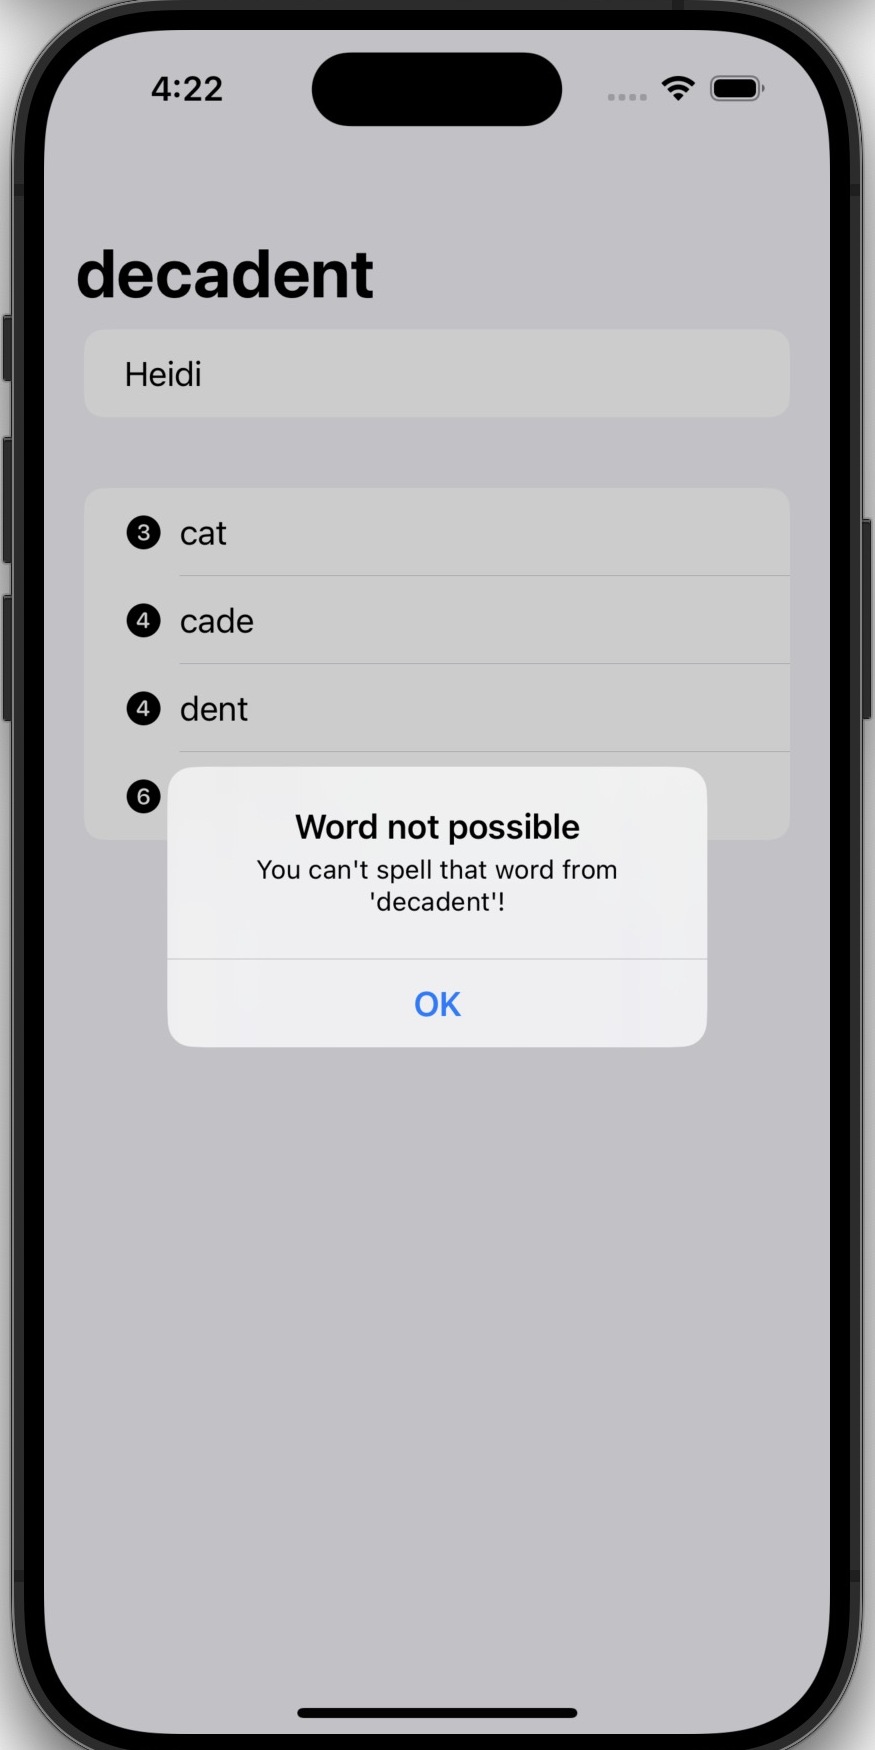 4:22
decadent
Heidi
3 cat
4 cade
4 dent
6
Word not possible
You can't spell that word from
'decadent'!
OK